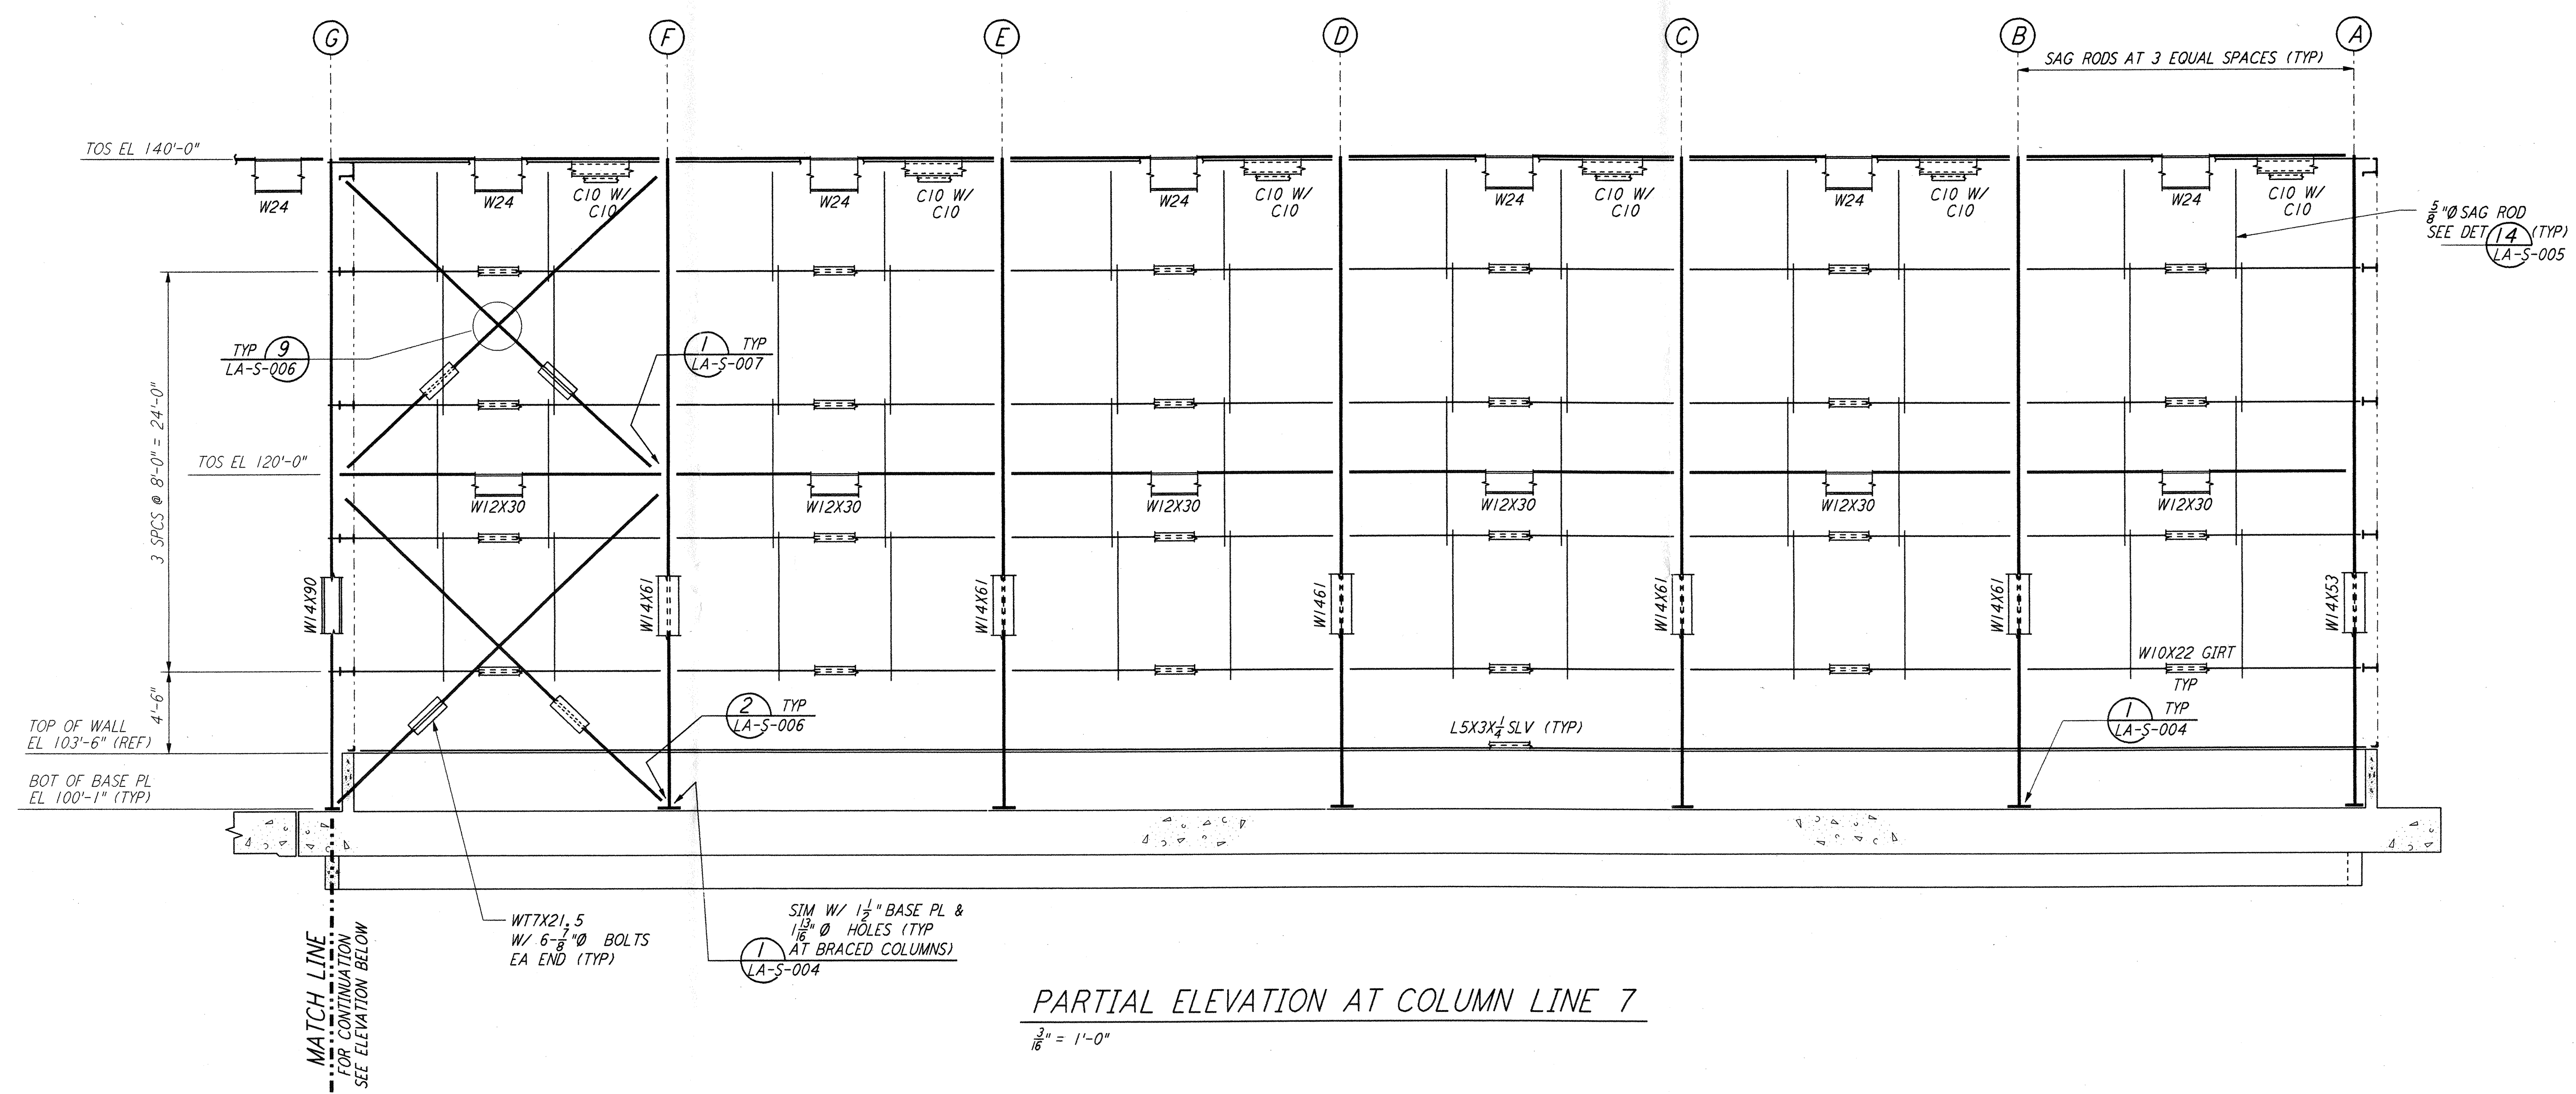 G
F
E
D
C
B
A
SAG RODS AT 3 EQUAL SPACES (TYP)
TOS EL 140'-0"
W24
W24
C10 W/
C10
W24
C10 W/
C10
W24
C10 W/
C10
W24
C10 W/
C10
W24
C10 W/
C10
W24
C10 W/
C10
5/8"Ø SAG ROD
SEE DET 14 (TYP)
LA-S-005
TYP 9
LA-S-006
1 TYP
LA-S-007
3 SPCS @ 8'-0" = 24'-0"
TOS EL 120'-0"
W12X30
W12X30
W12X30
W12X30
W12X30
W12X30
W14X90
W14X61
W14X61
W1461
W14X61
W14X61
W14X53
W10X22 GIRT
TYP
4'-6"
2 TYP
LA-S-006
1 TYP
LA-S-004
L5X3X1/4 SLV (TYP)
TOP OF WALL
EL 103'-6" (REF)
BOT OF BASE PL
EL 100'-1" (TYP)
WT7X21.5
W/ 6-7/8"Ø BOLTS
EA END (TYP)
SIM W/ 1 1/2" BASE PL &
1 13/16" Ø HOLES (TYP
AT BRACED COLUMNS)
1
LA-S-004
MATCH LINE
FOR CONTINUATION
SEE ELEVATION BELOW
PARTIAL ELEVATION AT COLUMN LINE 7
3/16" = 1'-0"